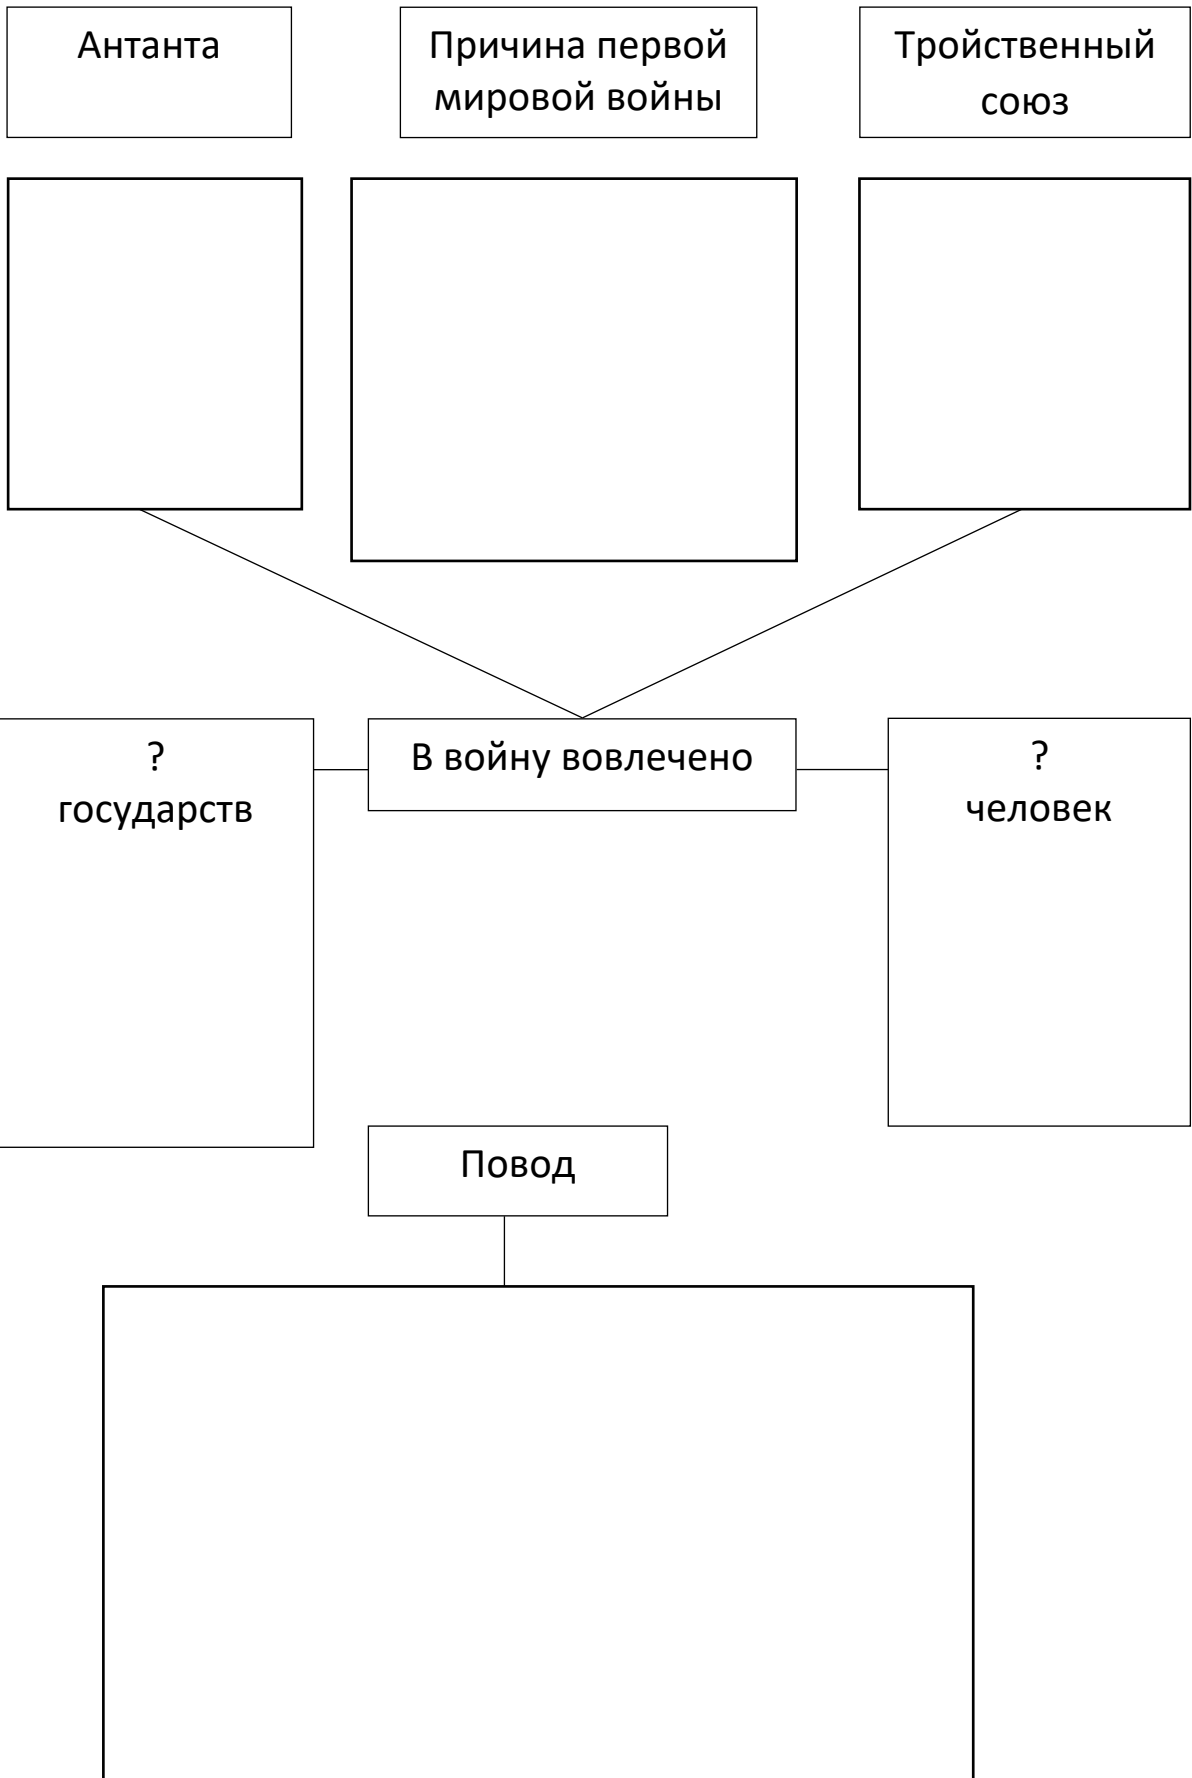 Антанта
Причина первой
мировой войны
Тройственный
союз
?
государств
В войну вовлечено
?
человек
Повод